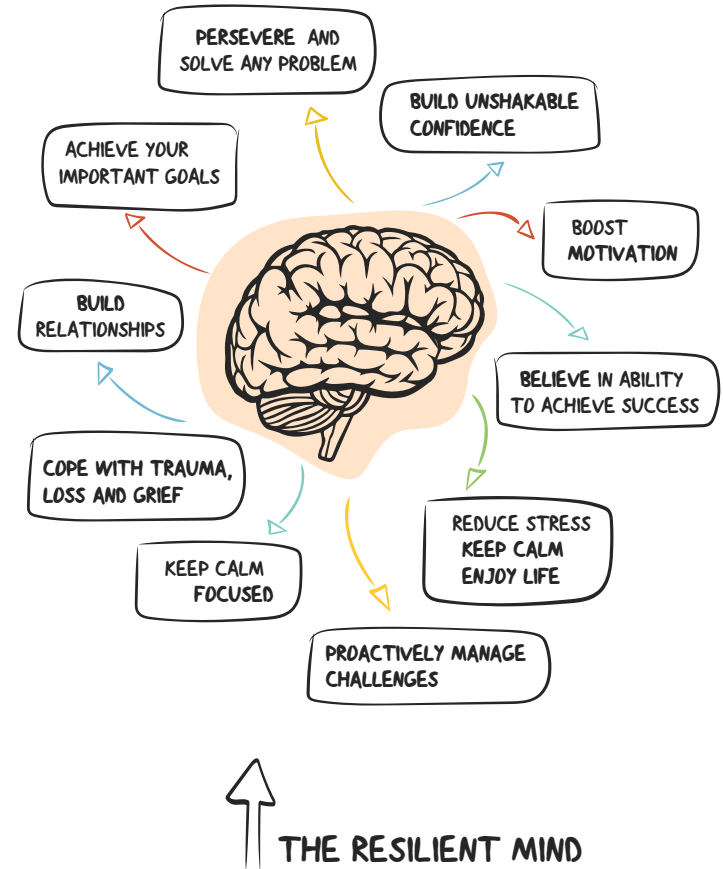 PERSEVERE AND
SOLVE ANY PROBLEM
BUILD UNSHAKABLE
CONFIDENCE
ACHIEVE YOUR
IMPORTANT GOALS
BOOST
MOTIVATION
BUILD
RELATIONSHIPS
BELIEVE IN ABILITY
TO ACHIEVE SUCCESS
COPE WITH TRAUMA,
LOSS AND GRIEF
REDUCE STRESS
KEEP CALM
ENJOY LIFE
KEEP CALM
FOCUSED
PROACTIVELY MANAGE
CHALLENGES
THE RESILIENT MIND